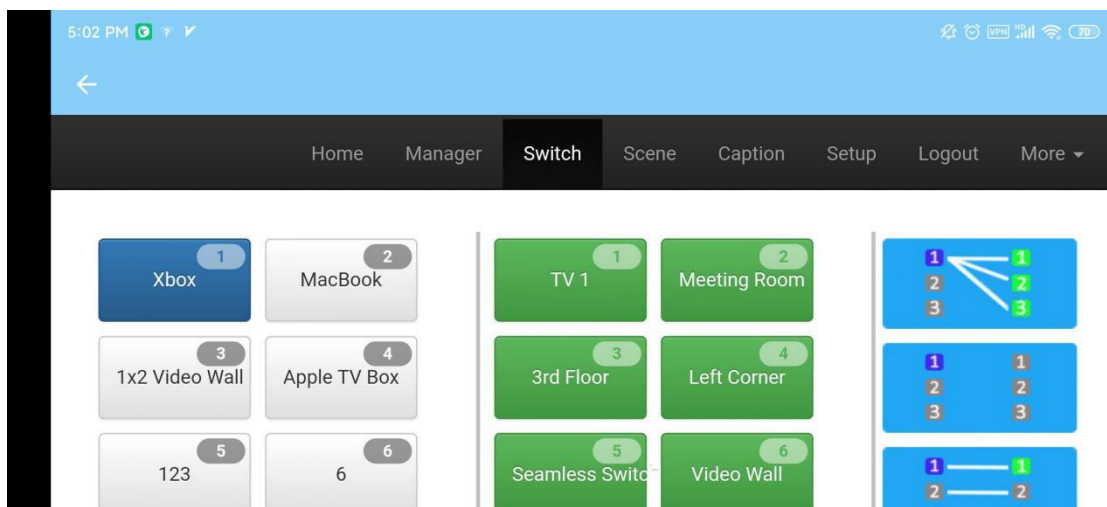 5:02 PM VPN HD 70
Home Manager Switch Scene Caption Setup Logout More
1 2 1 2
Xbox MacBook TV 1 Meeting Room
3 4 3 4
1x2 Video Wall Apple TV Box 3rd Floor Left Corner
5 6 5 6
123 6 Seamless Switc Video Wall
1 1
2 2
3 3
1 1
2 2
3 3
1 1
2 2